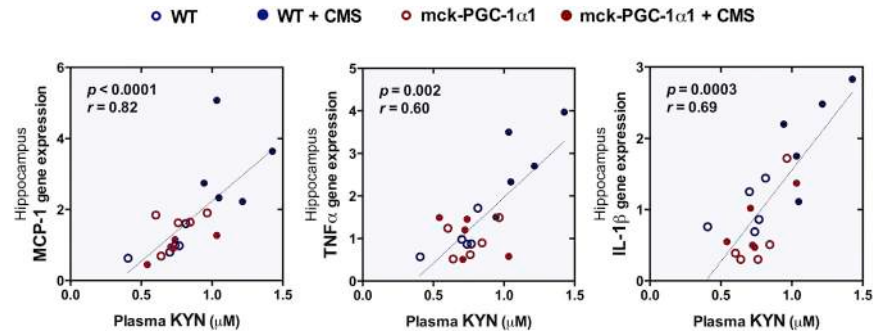 WT WT + CMS mck-PGC-1α1 mck-PGC-1α1 + CMS
Hippocampus
MCP-1 gene expression
6
4
2
0
p < 0.0001
r = 0.82
0.0 0.5 1.0 1.5
Plasma KYN (μM)
Hippocampus
TNFα gene expression
5
4
3
2
1
0
p = 0.002
r = 0.60
0.0 0.5 1.0 1.5
Plasma KYN (μM)
Hippocampus
IL-1β gene expression
3
2
1
0
p = 0.0003
r = 0.69
0.0 0.5 1.0 1.5
Plasma KYN (μM)